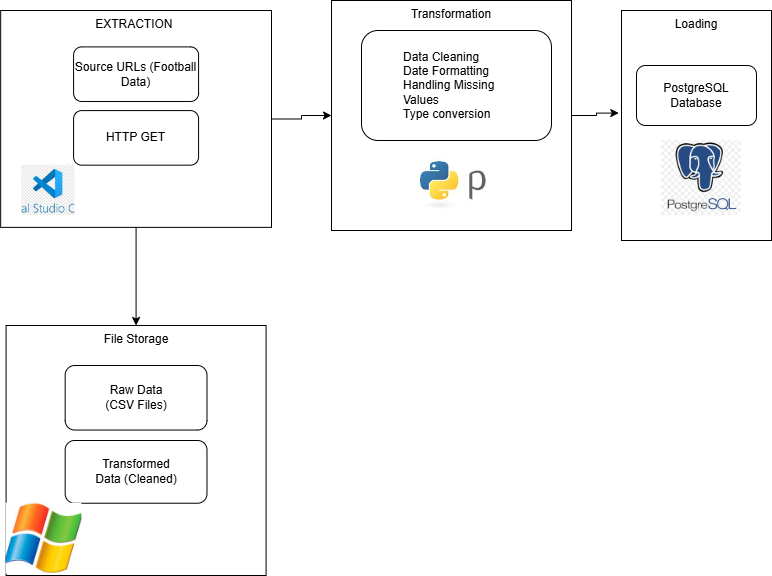 EXTRACTION
Source URLs (Football
Data)
HTTP GET
al Studio C
Transformation
Data Cleaning
Date Formatting
Handling Missing
Values
Type conversion
p
Loading
PostgreSQL
Database
PostgreSQL
File Storage
Raw Data
(CSV Files)
Transformed
Data (Cleaned)